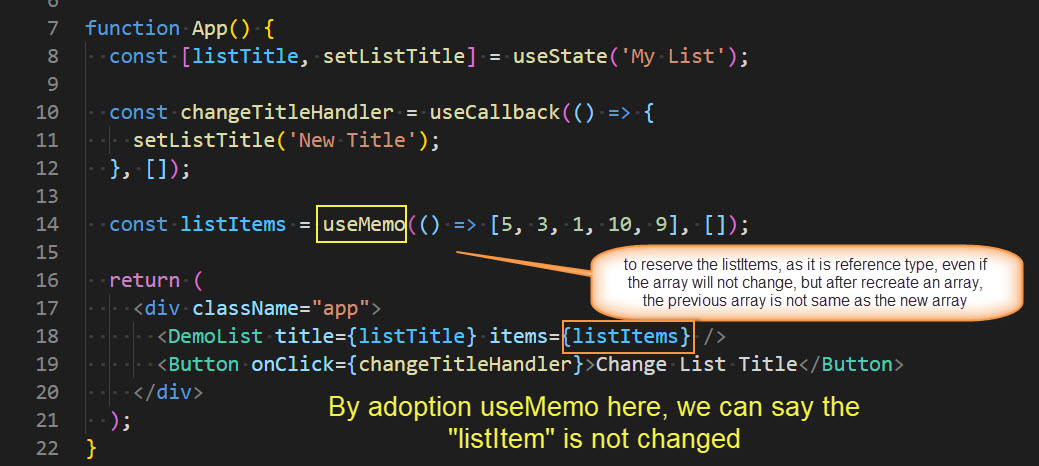 6
7 function App() {
8 const [listTitle, setListTitle] = useState('My List');
9
10 const changeTitleHandler = useCallback(() => {
11 setListTitle('New Title');
12 }, []);
13
14 const listItems = useMemo(() => [5, 3, 1, 10, 9], []);
15
to reserve the listItems, as it is reference type, even if
the array will not change, but after recreate an array,
the previous array is not same as the new array
16 return (
17 <div className="app">
18 <DemoList title={listTitle} items={listItems} />
19 <Button onClick={changeTitleHandler}>Change List Title</Button>
20 </div>
21 );
22 }
By adoption useMemo here, we can say the
"listItem" is not changed